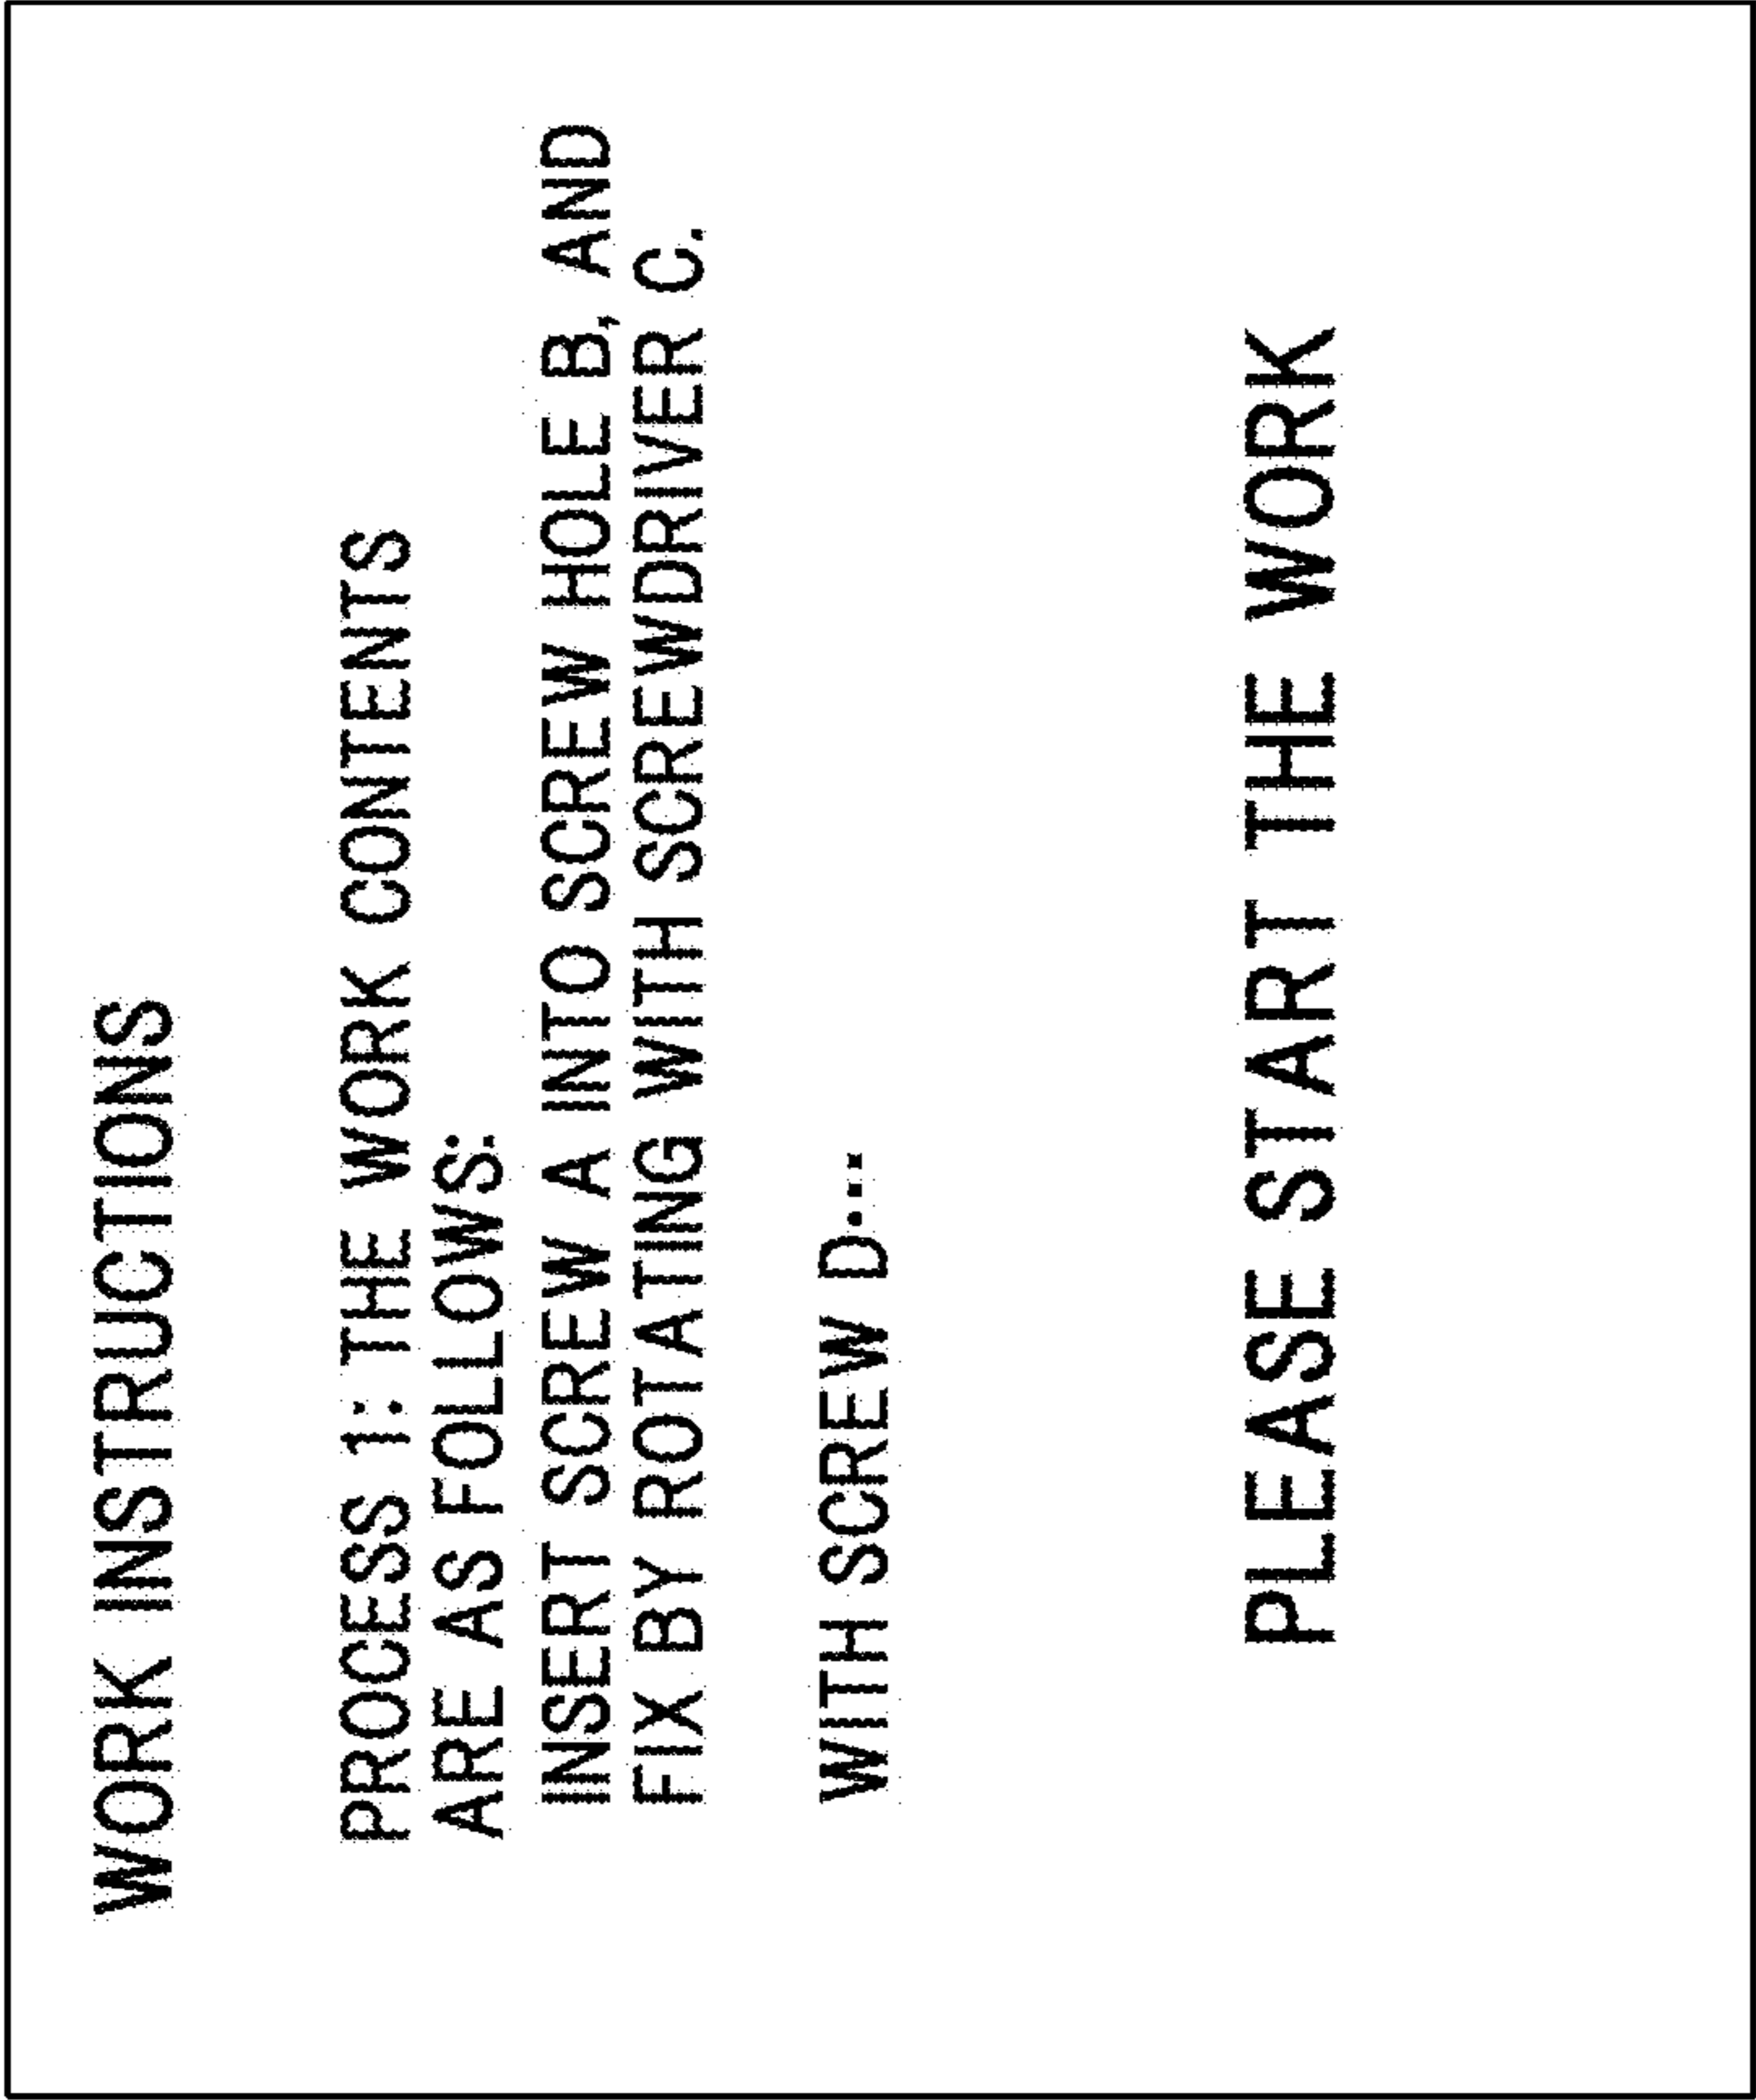 WORK INSTRUCTIONS
PROCESS 1: THE WORK CONTENTS
ARE AS FOLLOWS:
INSERT SCREW A INTO SCREW HOLE B, AND
FIX BY ROTATING WITH SCREWDRIVER C.
WITH SCREW D...
PLEASE START THE WORK